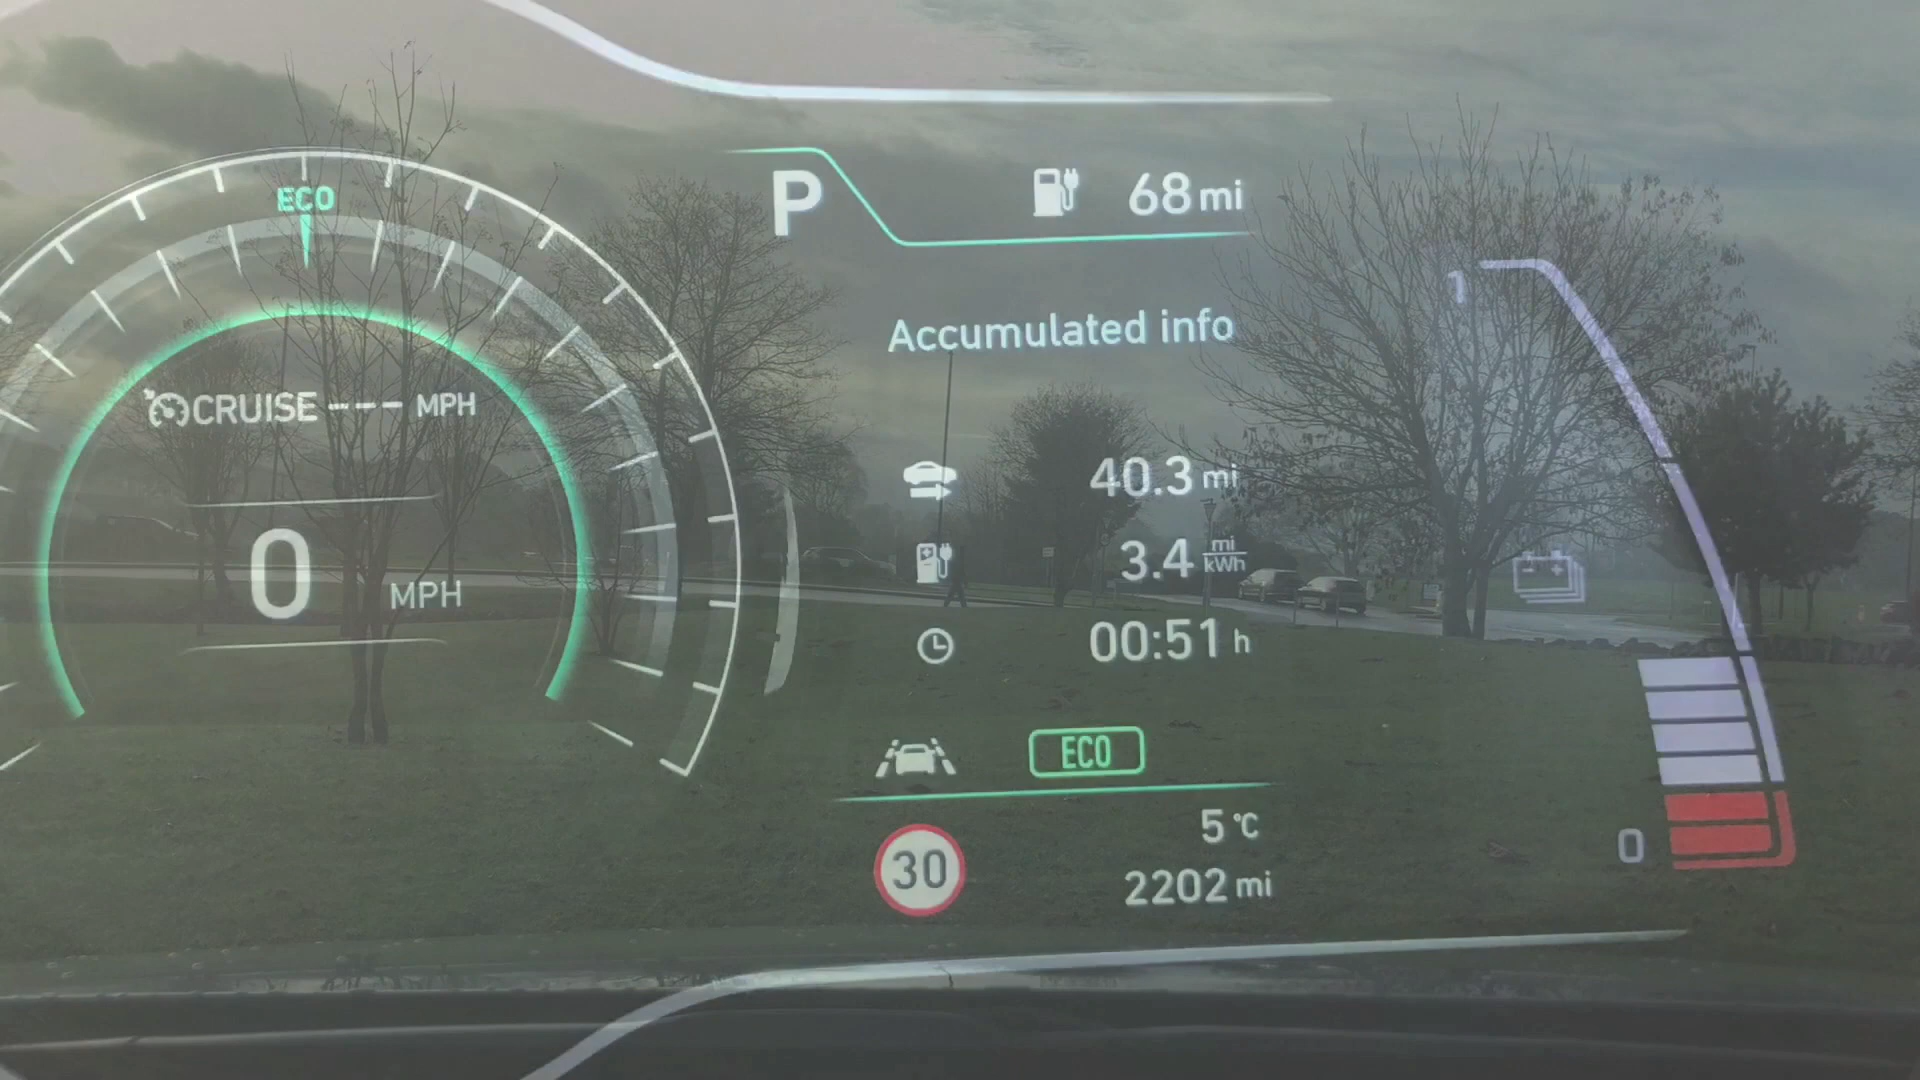 P 68 mi
ECO
1
Accumulated info
CRUISE --- MPH
40.3 mi
3.4 mi/kWh
0 MPH
00:51 h
ECO
5 °C
0
30
2202 mi